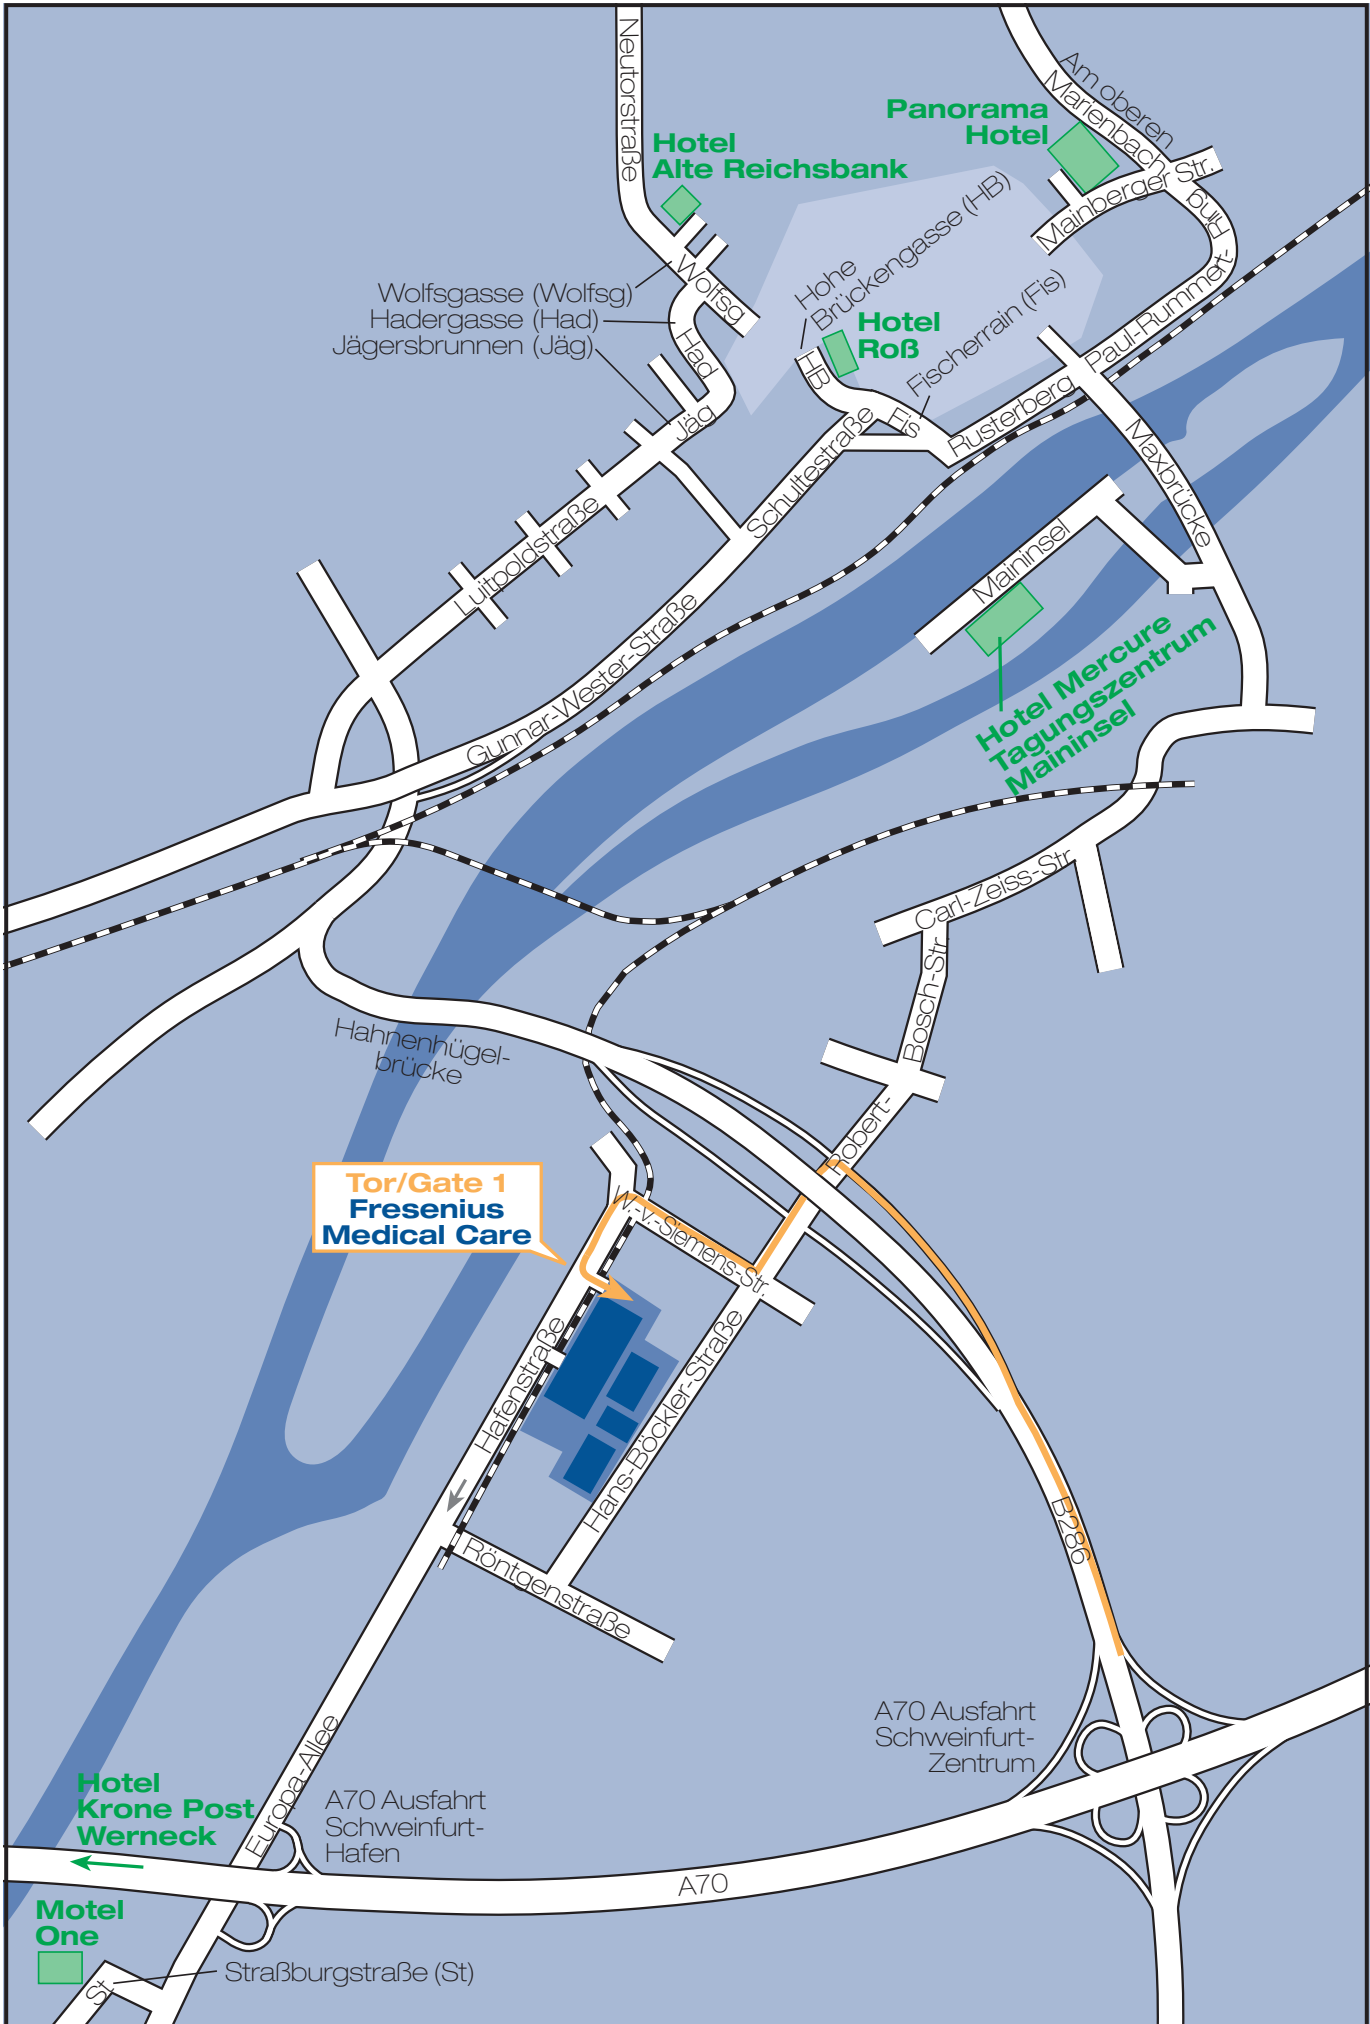 Neutorstraße
Am oberen
Marienbach
Panorama
Hotel
Hotel
Alte Reichsbank
Mainberger Str.
Ring
Hohe
Brückengasse (HB)
Wolfsg
Wolfsgasse (Wolfsg)
Hadergasse (Had)
Jägersbrunnen (Jäg)
Hotel
Roß
Fischerrain (Fis)
Paul-Rummert-
Had
HB
Jäg
Fis
Rusterberg
Schultestraße
Maxbrücke
Luitpoldstraße
Maininsel
Gunnar-Wester-Straße
Hotel Mercure
Tagungszentrum
Maininsel
Carl-Zeiss-Str.
Bosch-Str.
Hahnenhügel-
brücke
Robert-
Tor/Gate 1
Fresenius
Medical Care
W.-v.-Siemens-Str.
Hafenstraße
Hans-Böckler-Straße
B286
Röntgenstraße
A70 Ausfahrt
Schweinfurt-
Zentrum
Europa-Allee
Hotel
Krone Post
Werneck
A70 Ausfahrt
Schweinfurt-
Hafen
A70
Motel
One
St
Straßburgstraße (St)